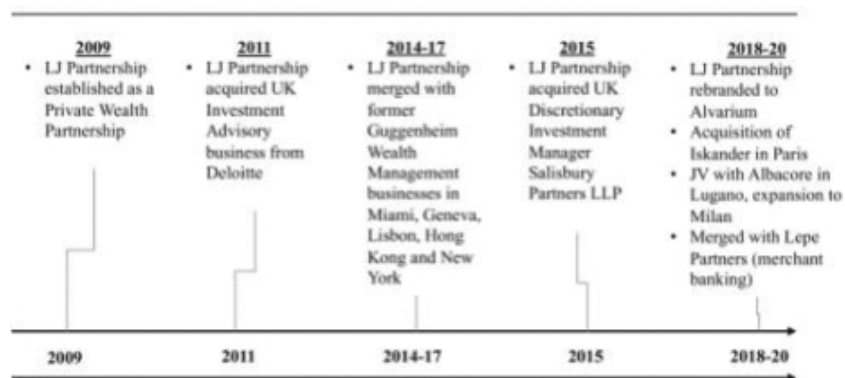 2009
• LJ Partnership
established as a
Private Wealth
Partnership
2011
• LJ Partnership
acquired UK
Investment
Advisory
business from
Deloitte
2014-17
• LJ Partnership
merged with
former
Guggenheim
Wealth
Management
businesses in
Miami, Geneva,
Lisbon, Hong
Kong and New
York
2015
• LJ Partnership
acquired UK
Discretionary
Investment
Manager
Salisbury
Partners LLP
2018-20
• LJ Partnership
rebranded to
Alvarium
• Acquisition of
Iskander in Paris
• JV with Albacore in
Lugano, expansion to
Milan
• Merged with Lepe
Partners (merchant
banking)
2009
2011
2014-17
2015
2018-20